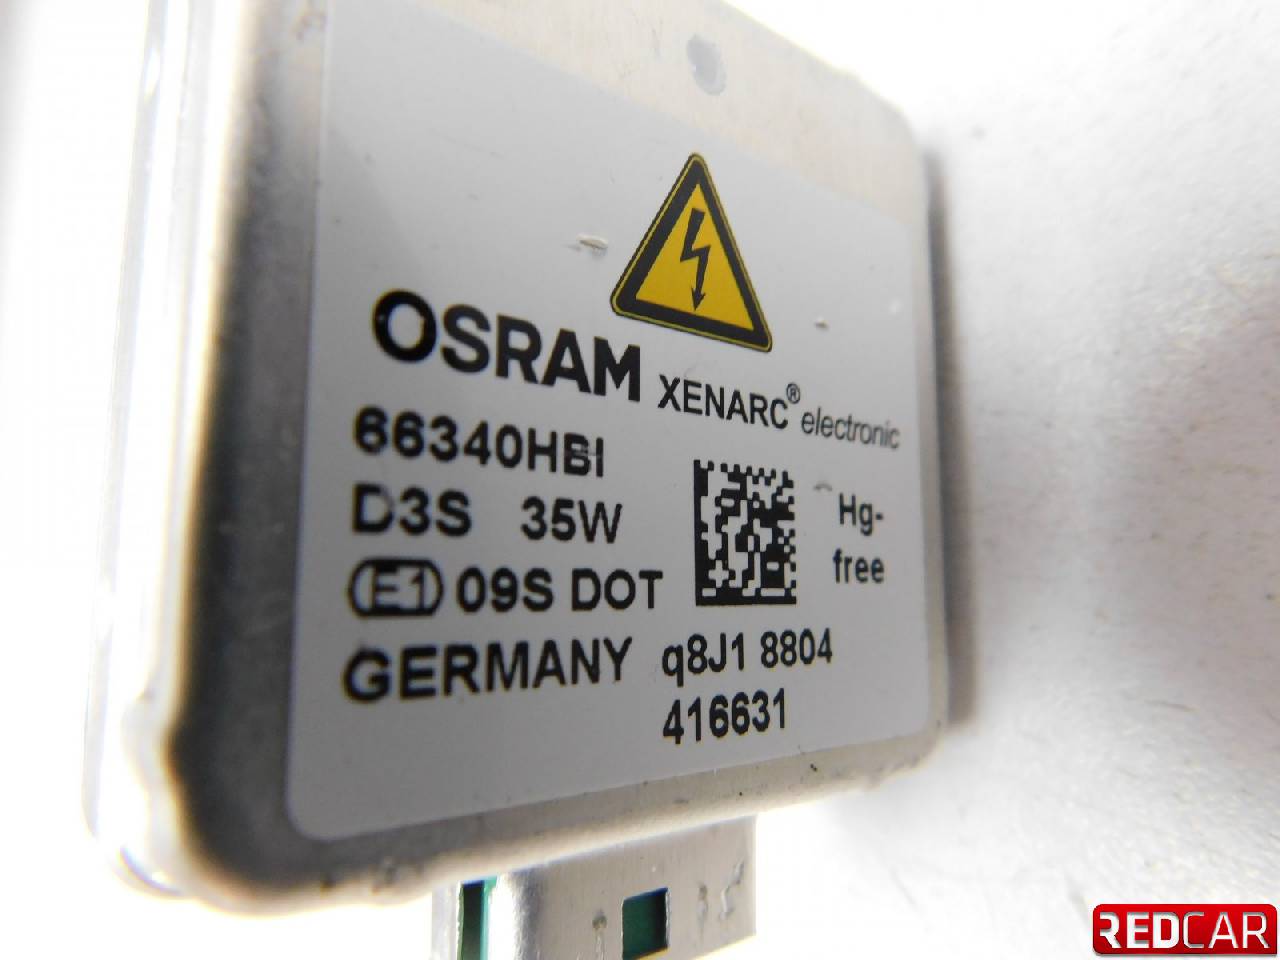 OSRAM XENARC® electronic
66340HBI
D3S 35W
Hg-
free
E1 09S DOT
GERMANY q8J1 8804
416631
REDCAR